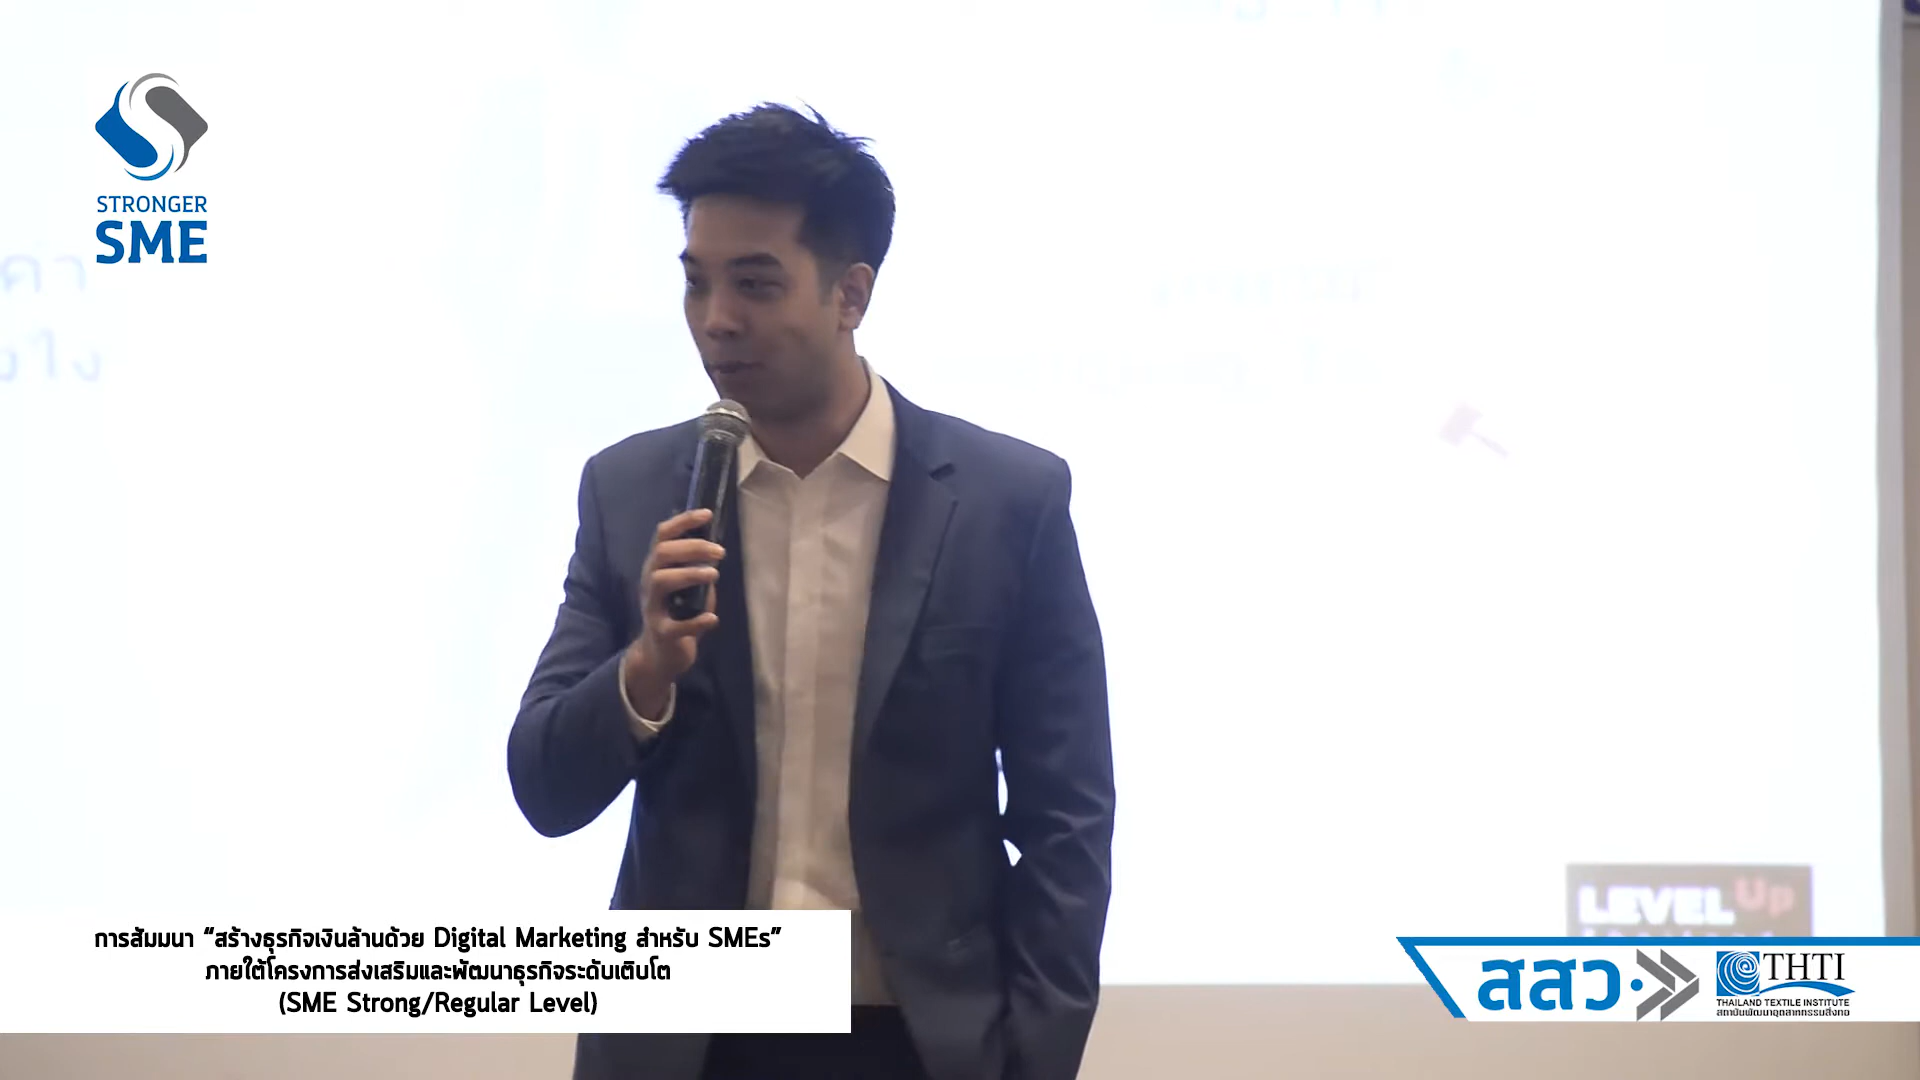 STRONGER
SME
การสัมมนา “สร้างธุรกิจเงินล้านด้วย Digital Marketing สำหรับ SMEs”
ภายใต้โครงการส่งเสริมและพัฒนาธุรกิจระดับเติบโต
(SME Strong/Regular Level)
LEVEL Up
สสว
THTI
THAILAND TEXTILE INSTITUTE
สถาบันพัฒนาอุตสาหกรรมสิ่งทอ